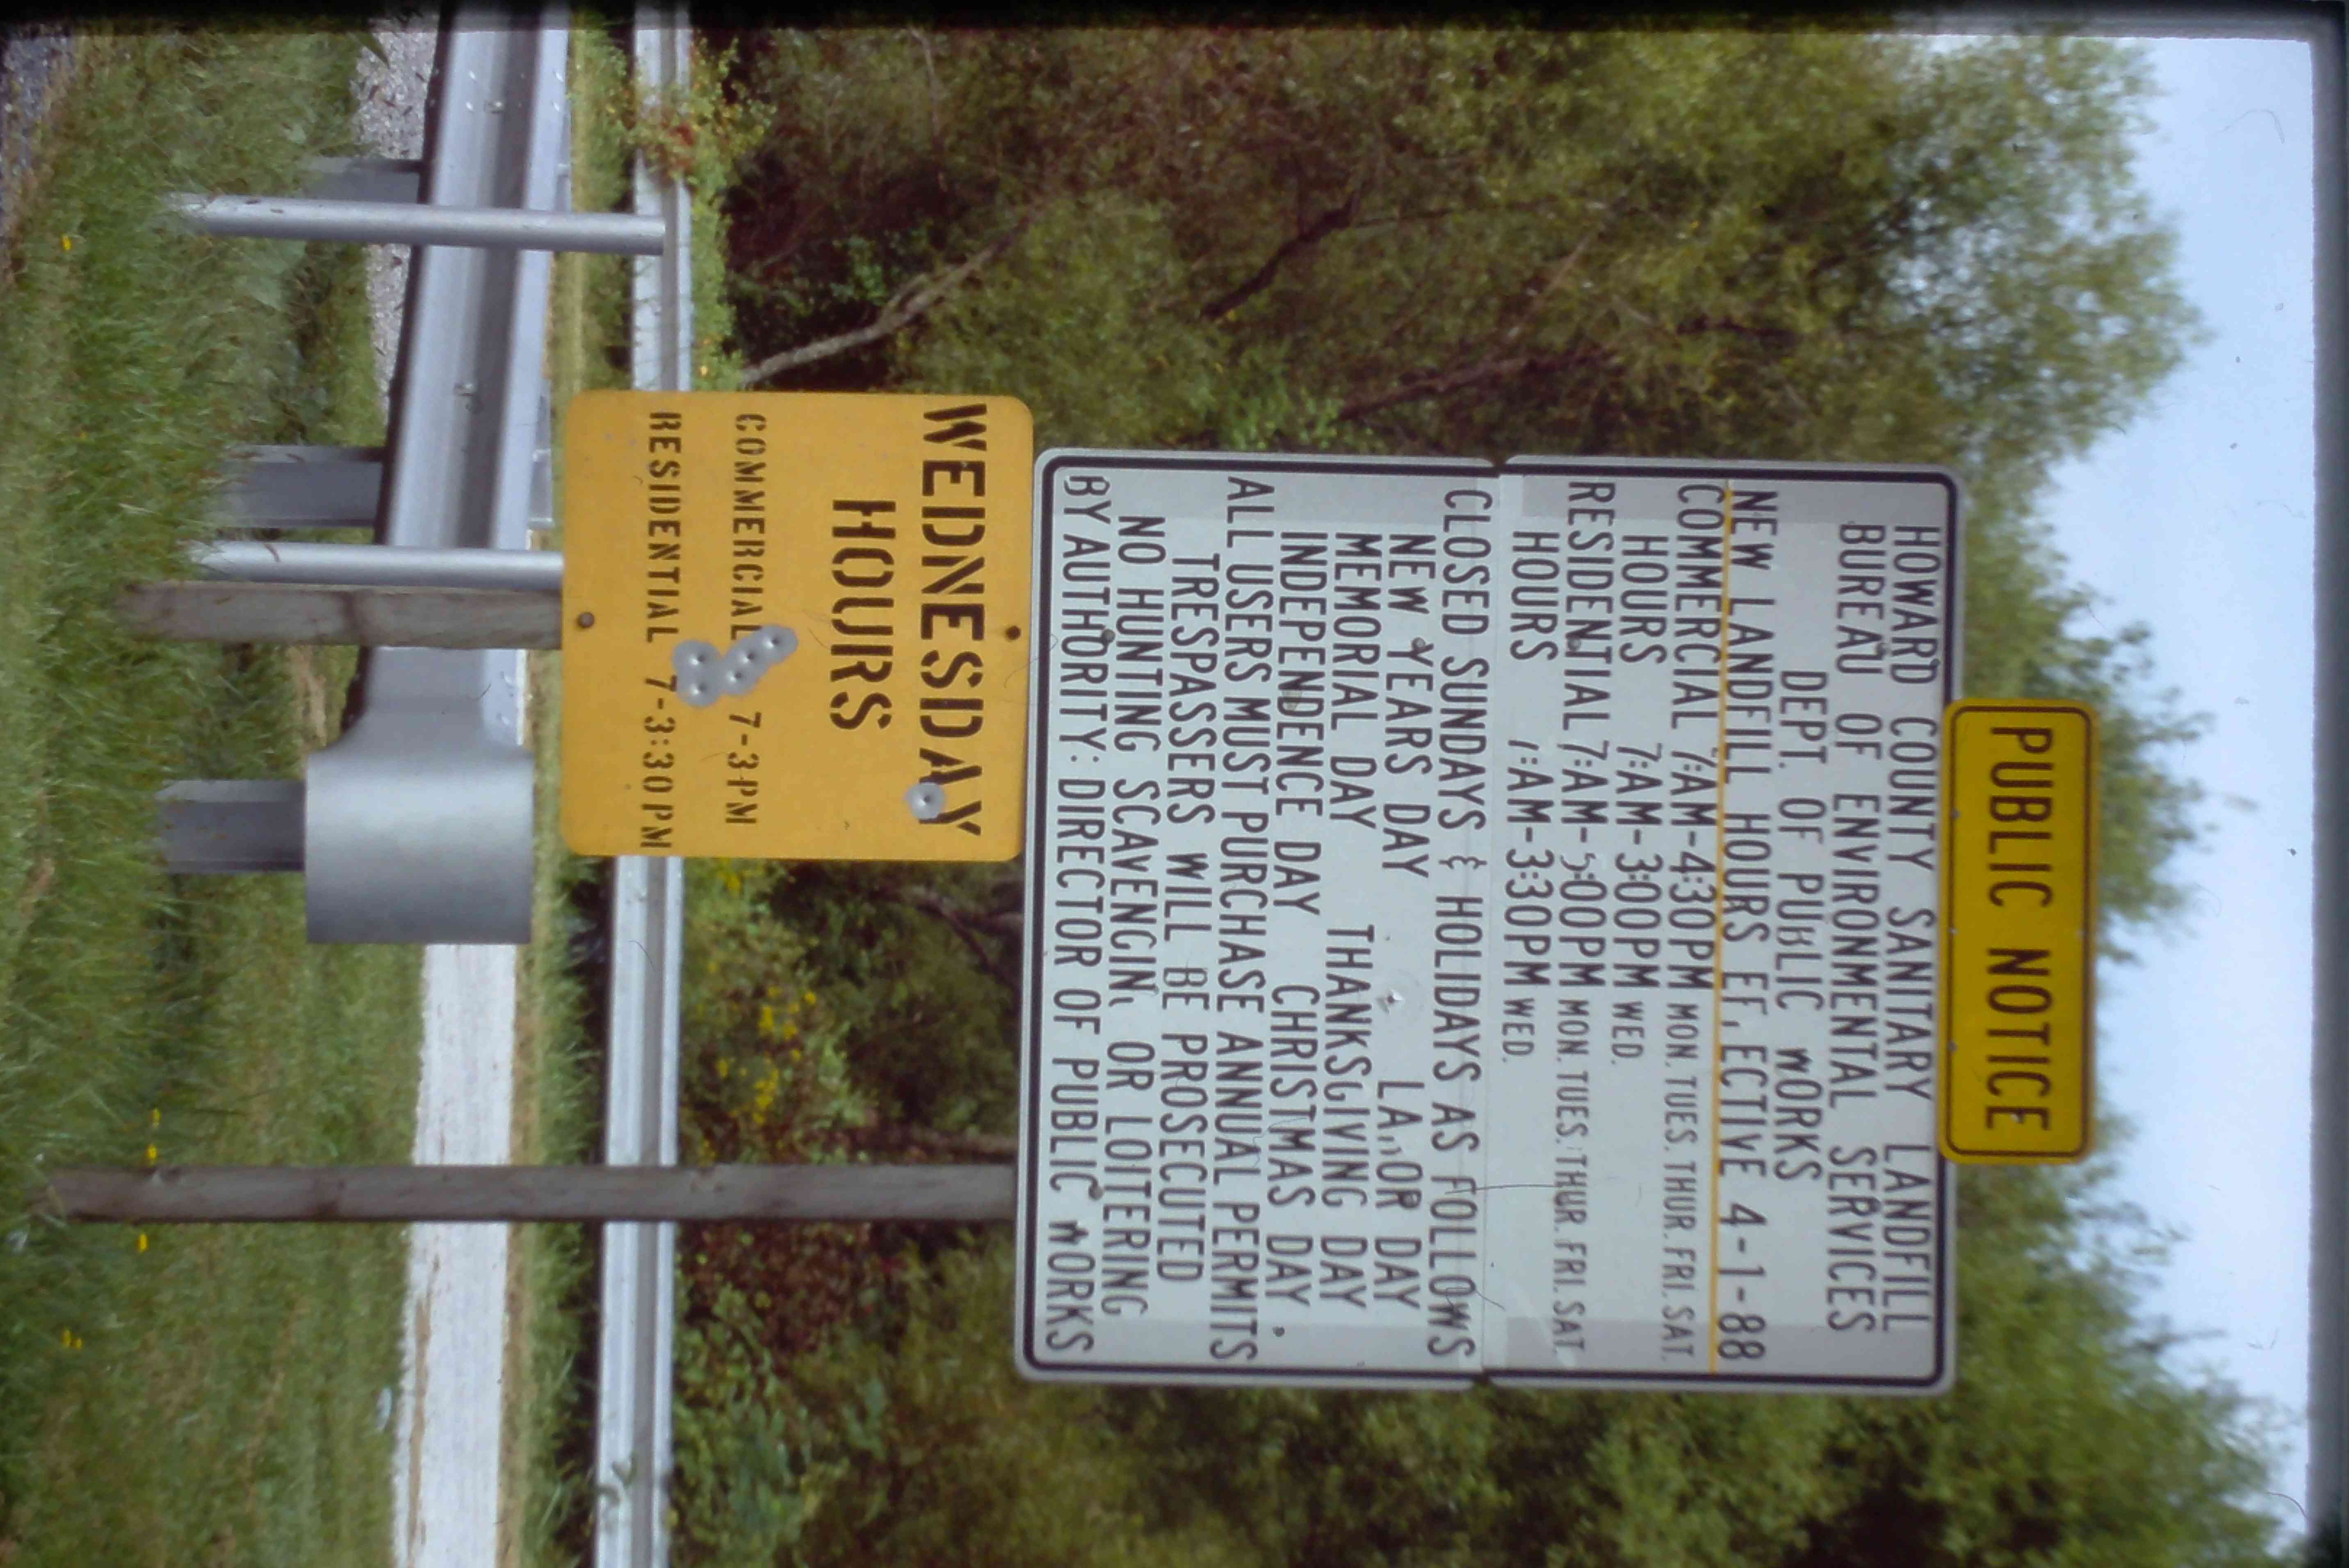 PUBLIC NOTICE
HOWARD COUNTY SANITARY LANDFILL
BUREAU OF ENVIRONMENTAL SERVICES
DEPT. OF PUBLIC WORKS
NEW LANDFILL HOURS EF, ECTIVE 4-1-88
COMMERCIAL 7:AM-4:30PM MON. TUES. THUR. FRI. SAT.
HOURS 7:AM-3:00PM WED.
RESIDENTIAL 7:AM-5:00PM MON. TUES. THUR. FRI. SAT
HOURS 7:AM-3:30PM WED.
CLOSED SUNDAYS & HOLIDAYS AS FOLLOWS
NEW YEARS DAY LA,,OR DAY
MEMORIAL DAY THANKSGIVING DAY
INDEPENDENCE DAY CHRISTMAS DAY
ALL USERS MUST PURCHASE ANNUAL PERMITS
TRESPASSERS WILL BE PROSECUTED
NO HUNTING SCAVENGIN, OR LOITERING
BY AUTHORITY: DIRECTOR OF PUBLIC WORKS
WEDNESDAY
HOURS
COMMERCIAL 7-3PM
RESIDENTIAL 7-3:30PM